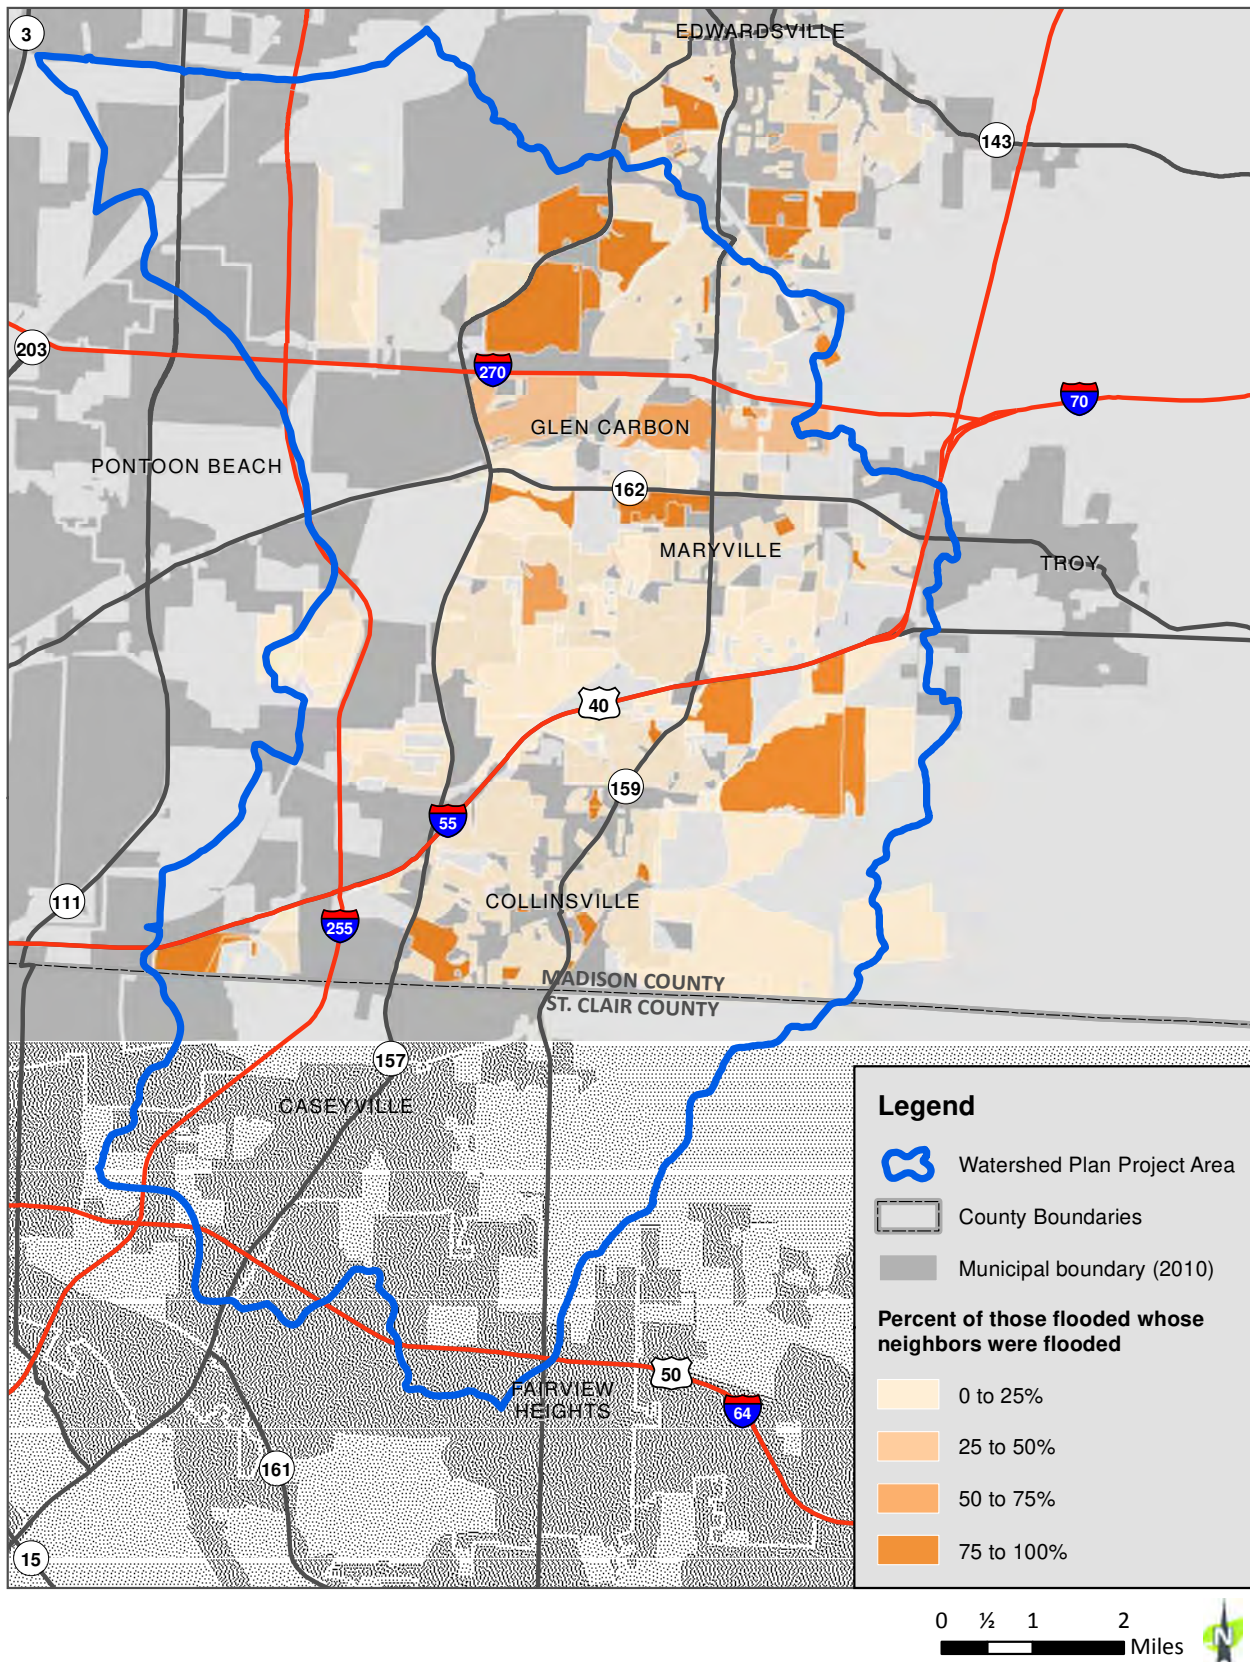 3
EDWARDSVILLE
143
203
270
70
GLEN CARBON
PONTOON BEACH
162
MARYVILLE
TROY
40
159
55
111
COLLINSVILLE
255
MADISON COUNTY
ST. CLAIR COUNTY
157
CASEYVILLE
50
FAIRVIEW
HEIGHTS
64
161
15
Legend
Watershed Plan Project Area
County Boundaries
Municipal boundary (2010)
Percent of those flooded whose
neighbors were flooded
0 to 25%
25 to 50%
50 to 75%
75 to 100%
0 ½ 1 2
Miles
N